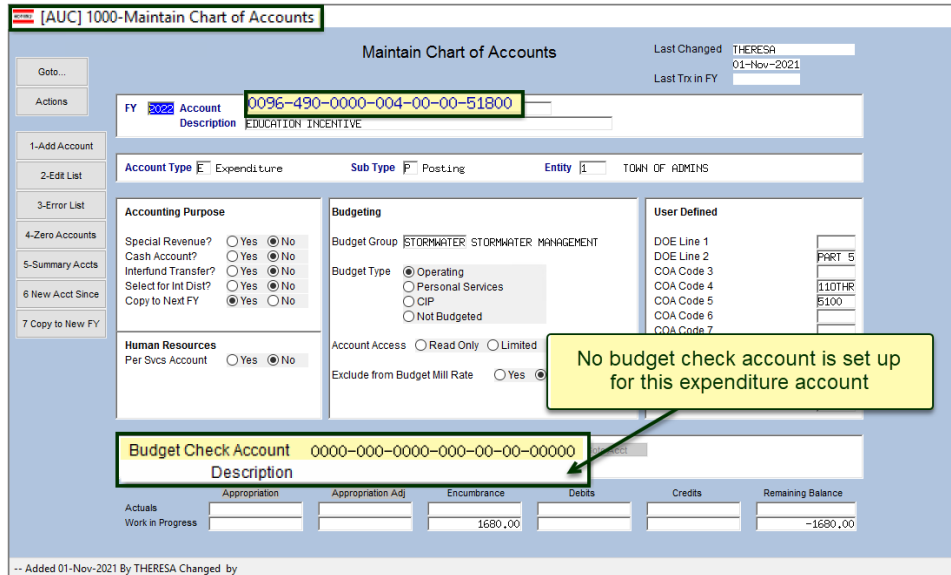 [AUC] 1000-Maintain Chart of Accounts
Maintain Chart of Accounts
Last Changed THERESA
01-Nov-2021
Last Trx in FY
Goto...
Actions
1-Add Account
2-Edit List
3-Error List
4-Zero Accounts
5-Summary Accts
6 New Acct Since
7 Copy to New FY
FY 2022 Account 0096-490-0000-004-00-00-51800
Description EDUCATION INCENTIVE
Account Type E Expenditure Sub Type P Posting Entity 1 TOWN OF ADMINS
Accounting Purpose
Special Revenue? Yes No
Cash Account? Yes No
Interfund Transfer? Yes No
Select for Int Dist? Yes No
Copy to Next FY Yes No
Human Resources
Per Svcs Account Yes No
Budgeting
Budget Group STORMWATER STORMWATER MANAGEMENT
Budget Type Operating
Personal Services
CIP
Not Budgeted
Account Access Read Only Limited
Exclude from Budget Mill Rate Yes
User Defined
DOE Line 1
DOE Line 2 PART 5
COA Code 3
COA Code 4 110THR
COA Code 5 5100
COA Code 6
COA Code 7
No budget check account is set up
for this expenditure account
Budget Check Account 0000-000-0000-000-00-00-00000
Description
Appropriation Appropriation Adj Encumbrance Debits Credits Remaining Balance
Actuals
Work in Progress 1680.00 -1680.00
-- Added 01-Nov-2021 By THERESA Changed by